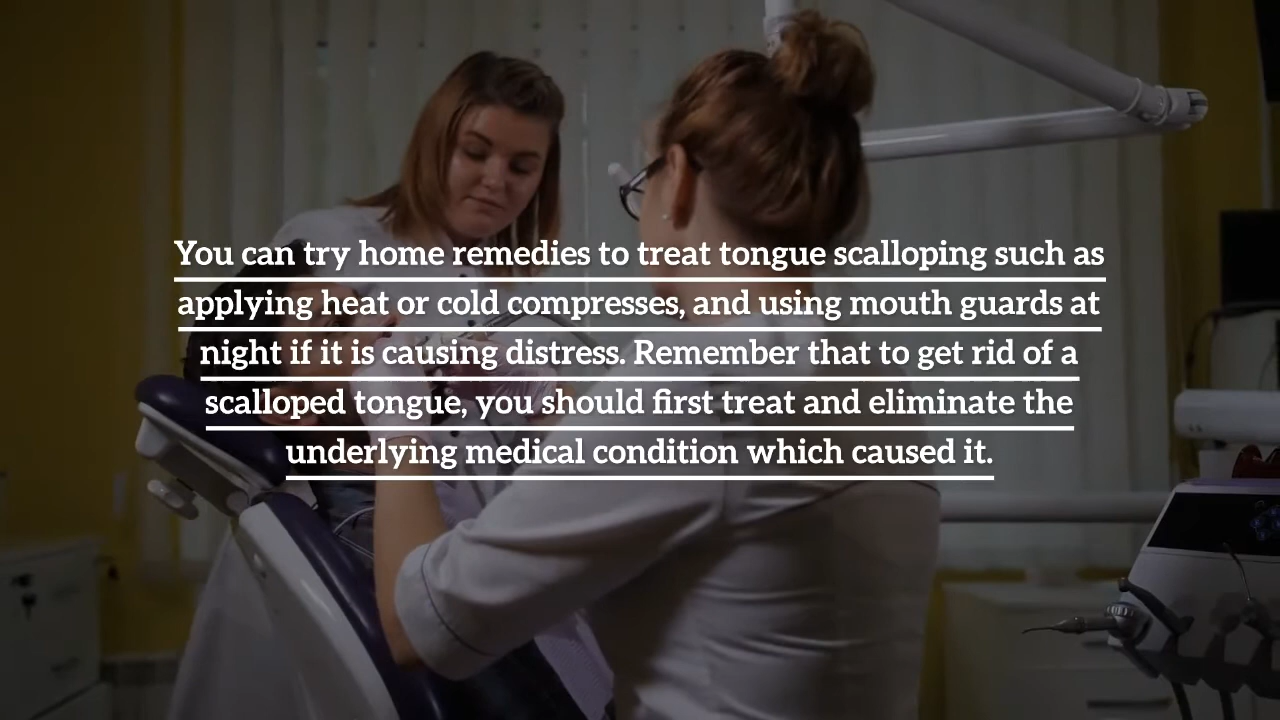 You can try home remedies to treat tongue scalloping such as
applying heat or cold compresses, and using mouth guards at
night if it is causing distress. Remember that to get rid of a
scalloped tongue, you should first treat and eliminate the
underlying medical condition which caused it.